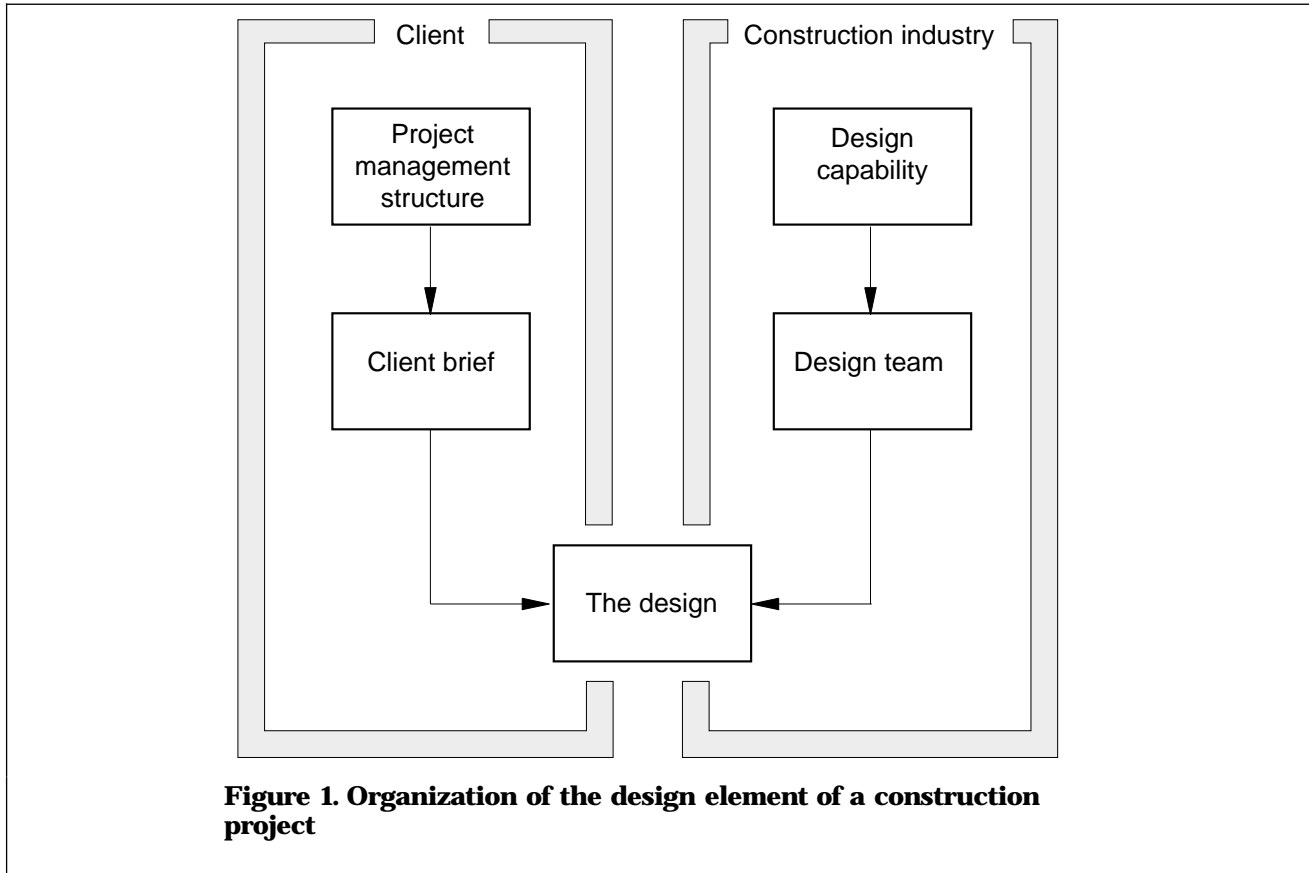 Client
Construction industry
Project
management
structure
Design
capability
Client brief
Design team
The design
Figure 1. Organization of the design element of a construction
project